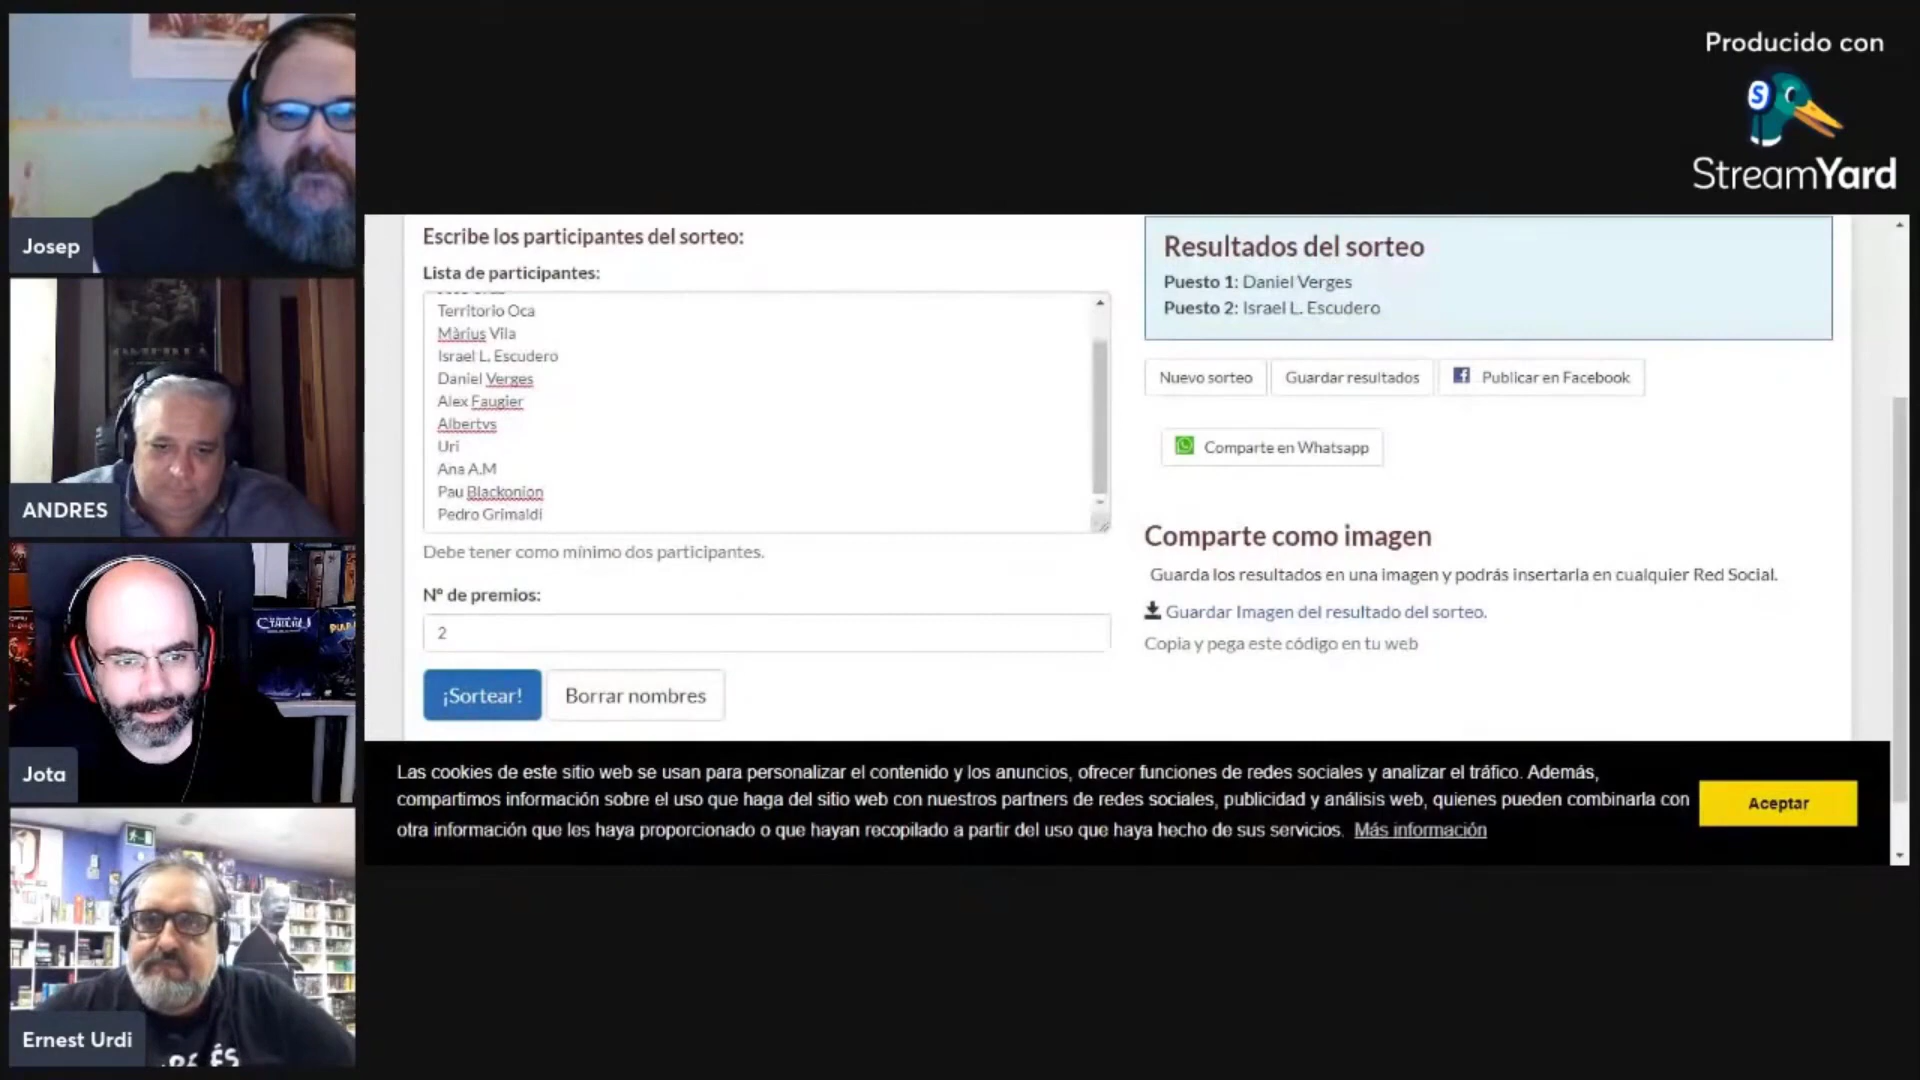 Producido con
StreamYard
Josep
ANDRES
Jota
CTHULHU
Ernest Urdi
Escribe los participantes del sorteo:
Lista de participantes:
Territorio Oca
Màrius Vila
Israel L. Escudero
Daniel Verges
Alex Faugier
Albertvs
Uri
Ana A.M
Pau Blackonion
Pedro Grimaldi
Debe tener como mínimo dos participantes.
Nº de premios:
2
¡Sortear!
Borrar nombres
Resultados del sorteo
Puesto 1: Daniel Verges
Puesto 2: Israel L. Escudero
Nuevo sorteo
Guardar resultados
Publicar en Facebook
Comparte en Whatsapp
Comparte como imagen
Guarda los resultados en una imagen y podrás insertarla en cualquier Red Social.
Guardar Imagen del resultado del sorteo.
Copia y pega este código en tu web
Las cookies de este sitio web se usan para personalizar el contenido y los anuncios, ofrecer funciones de redes sociales y analizar el tráfico. Además,
compartimos información sobre el uso que haga del sitio web con nuestros partners de redes sociales, publicidad y análisis web, quienes pueden combinarla con
otra información que les haya proporcionado o que hayan recopilado a partir del uso que haya hecho de sus servicios. Más información
Aceptar